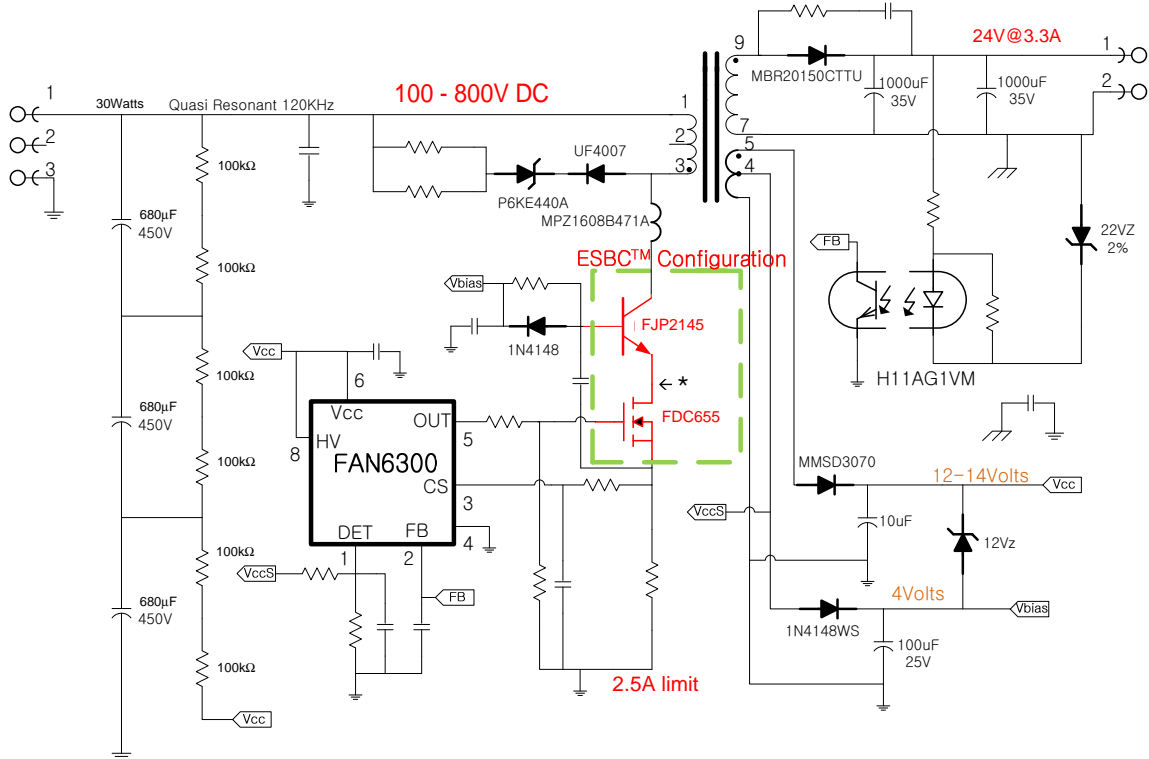 9
24V@3.3A
1
MBR20150CTTU
1000uF
35V
1000uF
35V
2
1
30Watts
Quasi Resonant 120KHz
100 - 800V DC
1
2
3
7
5
4
2
3
100kΩ
UF4007
P6KE440A
MPZ1608B471A
680µF
450V
22VZ
2%
FB
100kΩ
ESBC™ Configuration
Vbias
FJP2145
1N4148
H11AG1VM
Vcc
6
100kΩ
*
FDC655
680µF
450V
Vcc
OUT
5
HV
8
FAN6300
100kΩ
CS
3
MMSD3070
12-14Volts
Vcc
VccS
10uF
12Vz
DET
FB
4
1
2
100kΩ
VccS
FB
4Volts
Vbias
680µF
450V
1N4148WS
100uF
25V
100kΩ
2.5A limit
Vcc